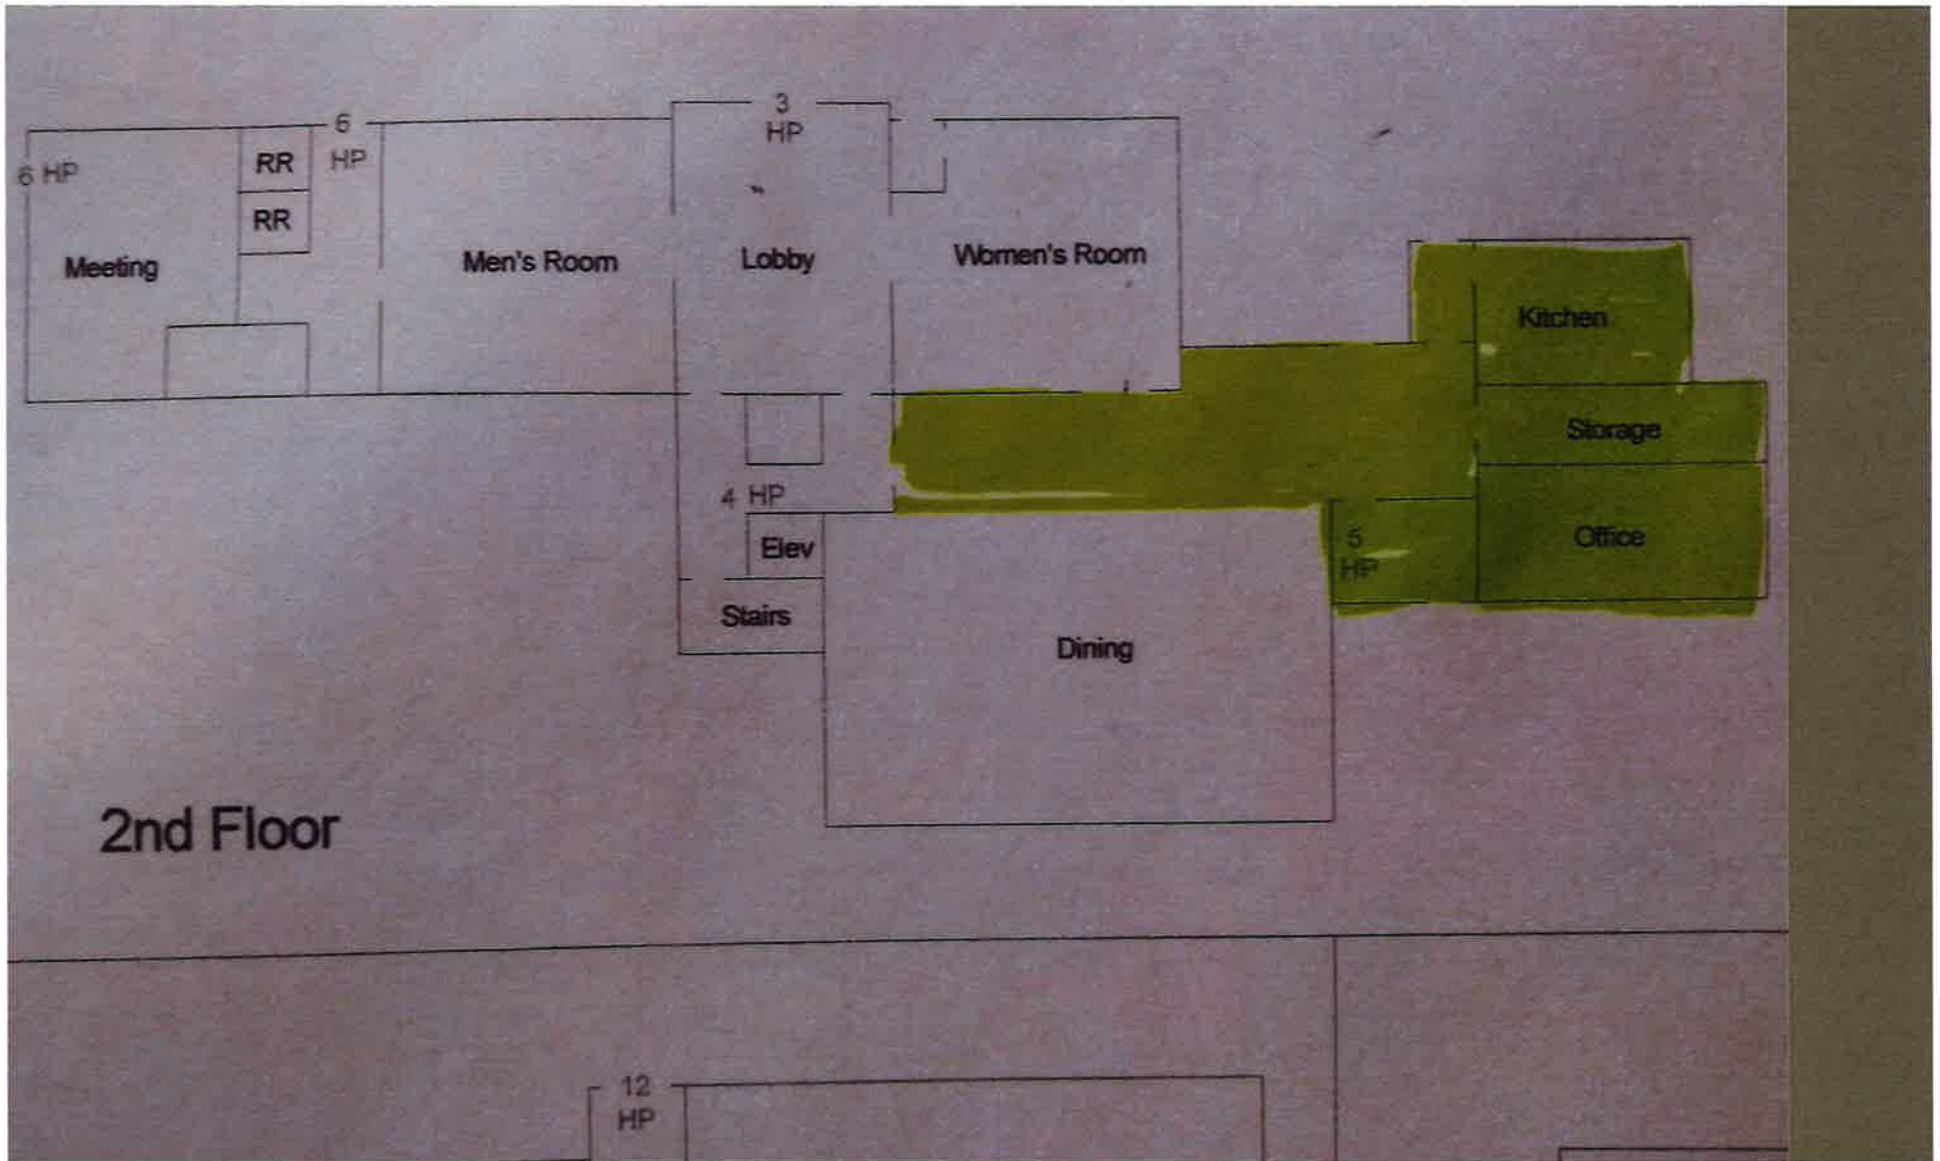 3
HP
6
HP
6 HP
RR
RR
Meeting
Men's Room
Lobby
Women's Room
Kitchen
Storage
4 HP
Elev
5
HP
Office
Stairs
Dining
2nd Floor
12
HP